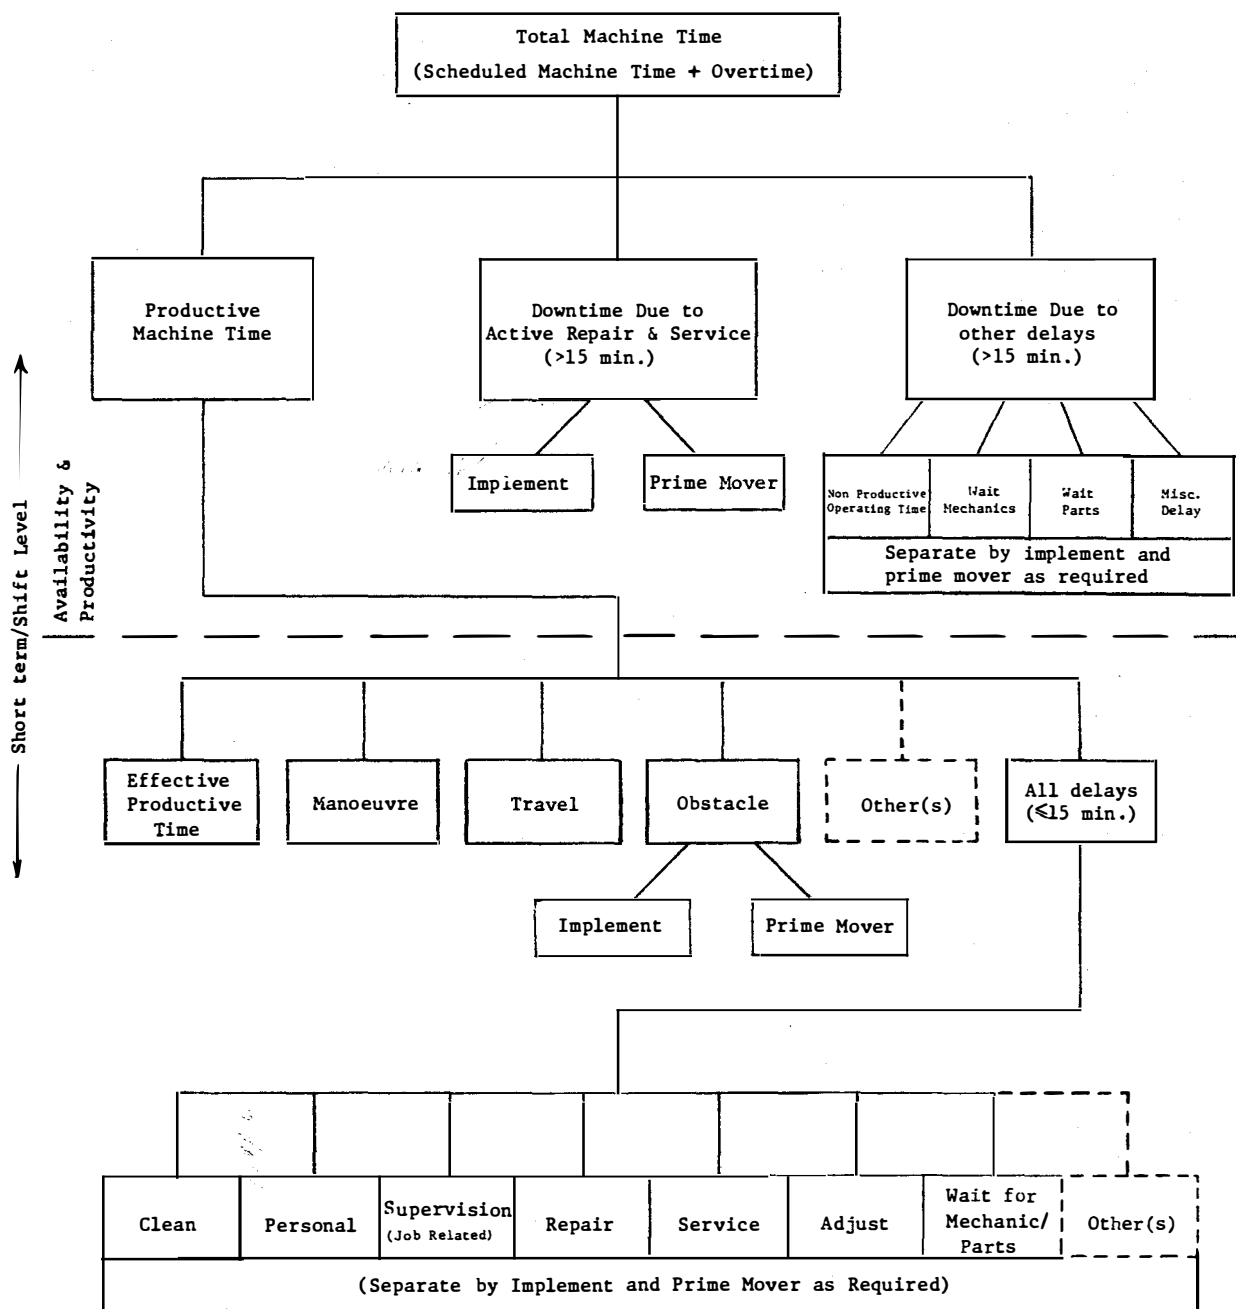 Total Machine Time
(Scheduled Machine Time + Overtime)
Productive
Machine Time
Downtime Due to
Active Repair & Service
(>15 min.)
Downtime Due to
other delays
(>15 min.)
Implement
Prime Mover
Non Productive
Operating Time
Wait
Mechanics
Wait
Parts
Misc.
Delay
Separate by implement and
prime mover as required
Short term/Shift Level
Availability &
Productivity
Effective
Productive
Time
Manoeuvre
Travel
Obstacle
Other(s)
All delays
(⩽15 min.)
Implement
Prime Mover
Clean
Personal
Supervision
(Job Related)
Repair
Service
Adjust
Wait for
Mechanic/
Parts
Other(s)
(Separate by Implement and Prime Mover as Required)